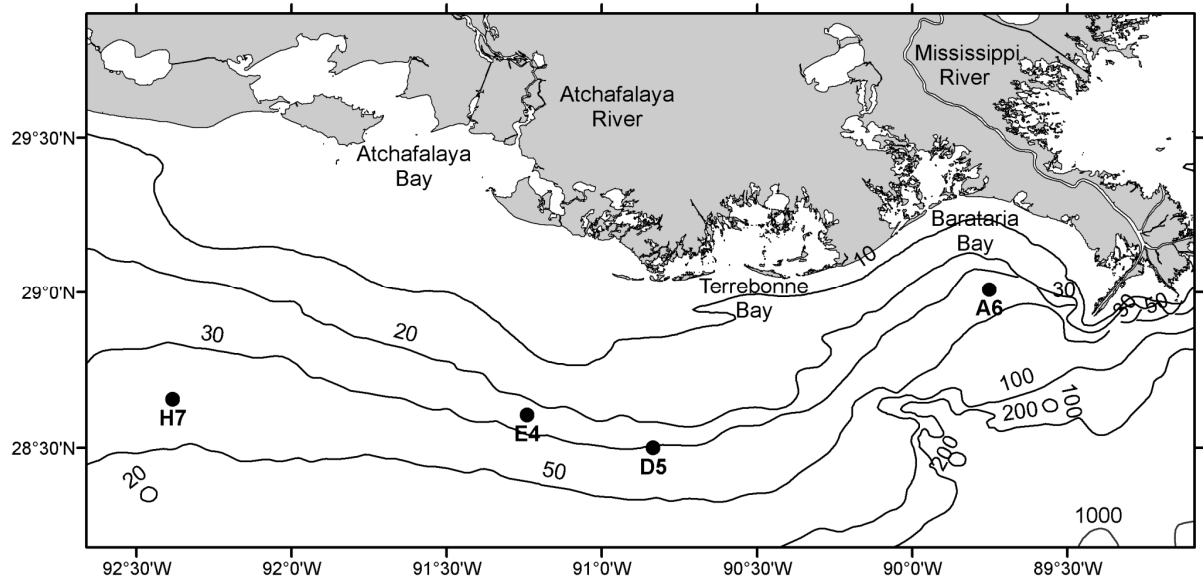 Mississippi
River
Atchafalaya
River
29°30'N
Atchafalaya
Bay
Barataria
Bay
10
29°0'N
Terrebonne
Bay
30
30
50
A6
20
30
100
H7
E4
200
100
28°30'N
D5
20
50
20
1000
92°30'W
92°0'W
91°30'W
91°0'W
90°30'W
90°0'W
89°30'W